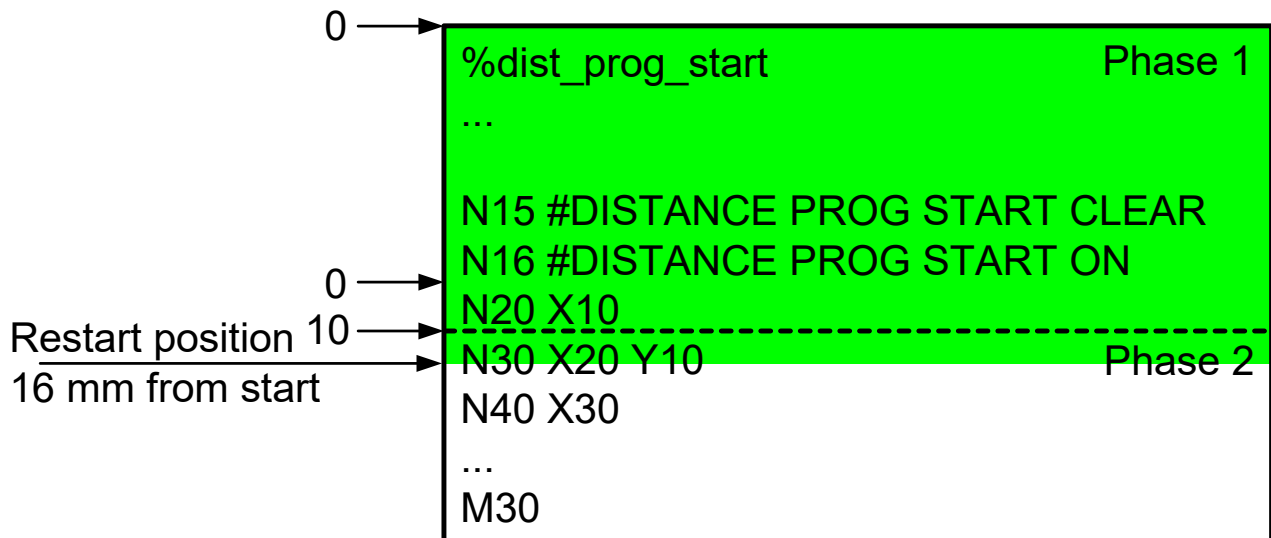 0
%dist_prog_start Phase 1
...
N15 #DISTANCE PROG START CLEAR
N16 #DISTANCE PROG START ON
0
N20 X10
10
Restart position
N30 X20 Y10 Phase 2
16 mm from start
N40 X30
...
M30